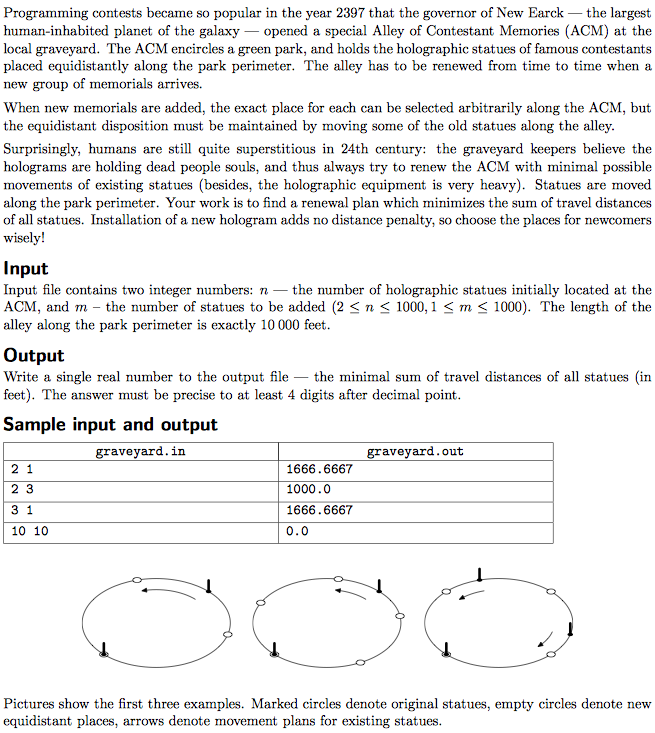 Programming contests became so popular in the year 2397 that the governor of New Earck — the largest
human-inhabited planet of the galaxy — opened a special Alley of Contestant Memories (ACM) at the
local graveyard. The ACM encircles a green park, and holds the holographic statues of famous contestants
placed equidistantly along the park perimeter. The alley has to be renewed from time to time when a
new group of memorials arrives.
When new memorials are added, the exact place for each can be selected arbitrarily along the ACM, but
the equidistant disposition must be maintained by moving some of the old statues along the alley.
Surprisingly, humans are still quite superstitious in 24th century: the graveyard keepers believe the
holograms are holding dead people souls, and thus always try to renew the ACM with minimal possible
movements of existing statues (besides, the holographic equipment is very heavy). Statues are moved
along the park perimeter. Your work is to find a renewal plan which minimizes the sum of travel distances
of all statues. Installation of a new hologram adds no distance penalty, so choose the places for newcomers
wisely!
Input
Input file contains two integer numbers: n — the number of holographic statues initially located at the
ACM, and m – the number of statues to be added (2 ≤ n ≤ 1000, 1 ≤ m ≤ 1000). The length of the
alley along the park perimeter is exactly 10 000 feet.
Output
Write a single real number to the output file — the minimal sum of travel distances of all statues (in
feet). The answer must be precise to at least 4 digits after decimal point.
Sample input and output
graveyard.in graveyard.out
2 1 1666.6667
2 3 1000.0
3 1 1666.6667
10 10 0.0
Pictures show the first three examples. Marked circles denote original statues, empty circles denote new
equidistant places, arrows denote movement plans for existing statues.